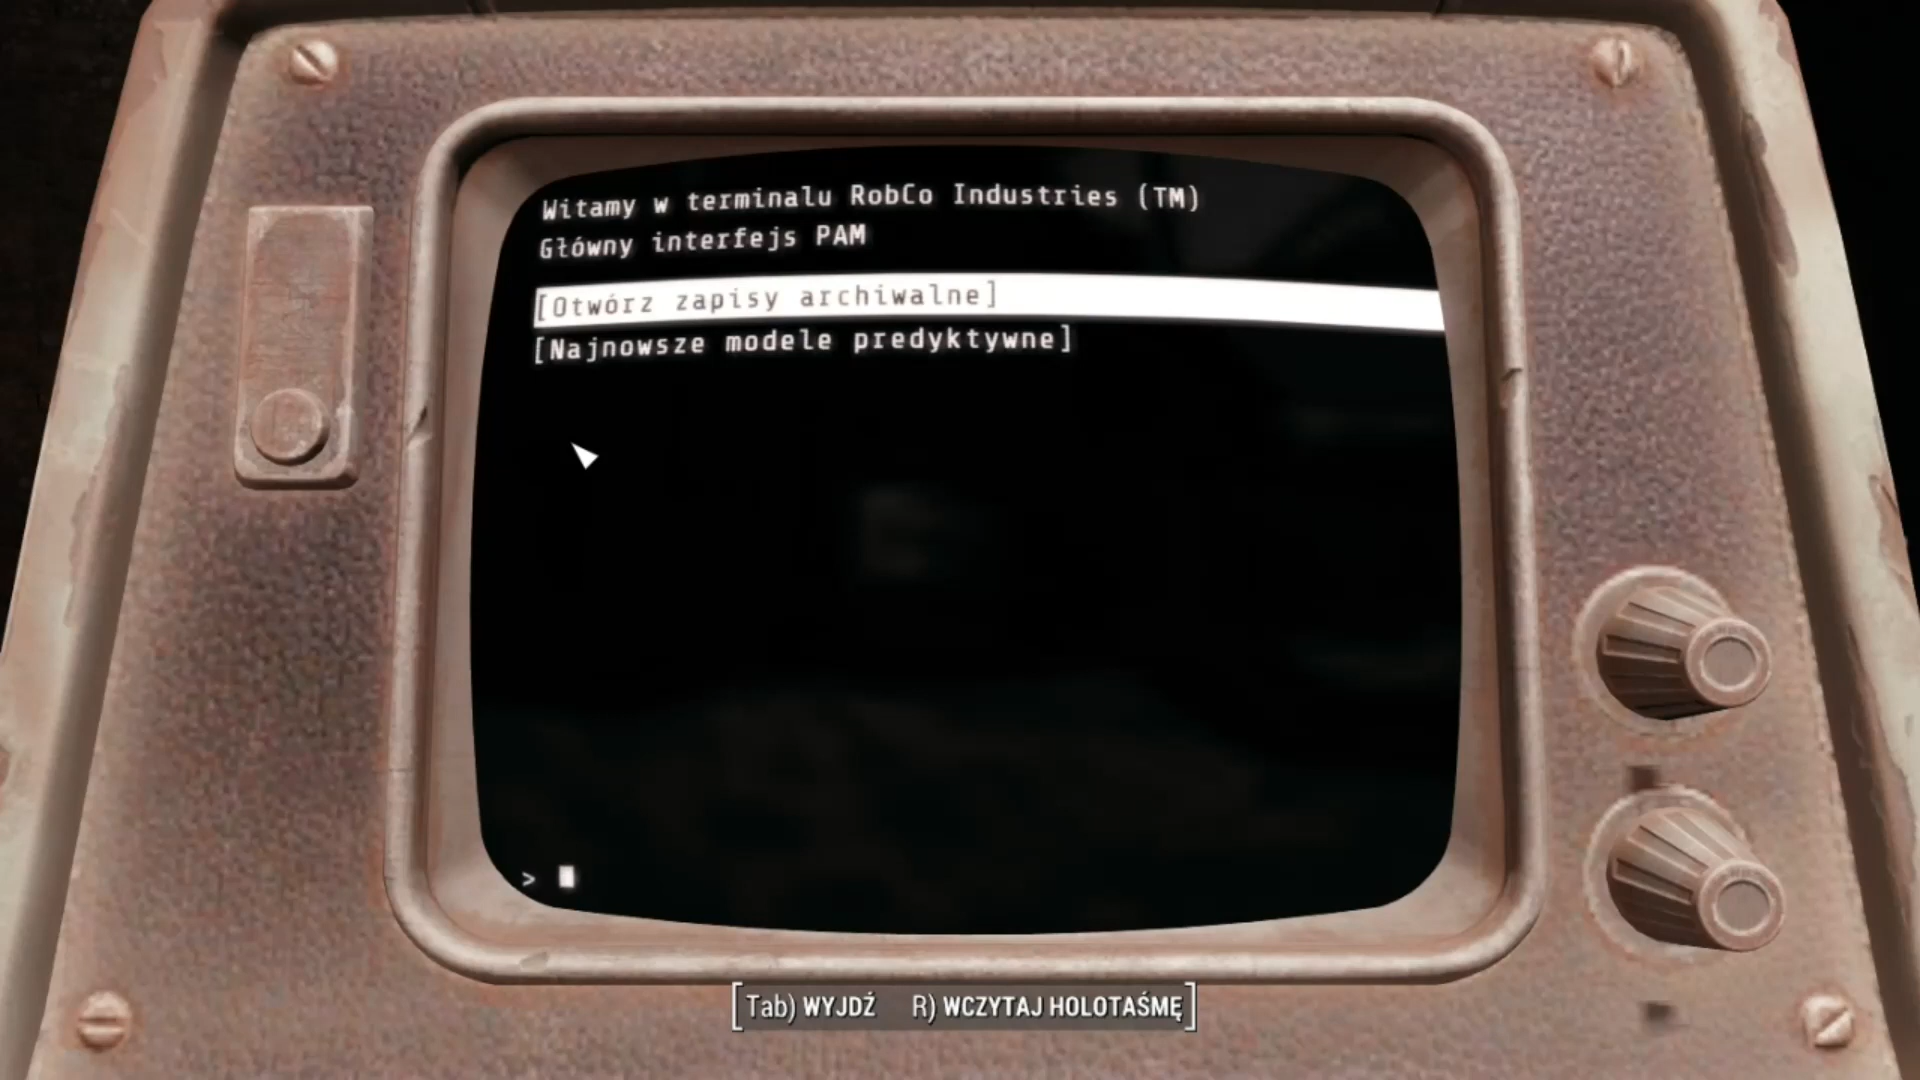 Witamy w terminalu RobCo Industries (TM)
Główny interfejs PAM
[Otwórz zapisy archiwalne]
[Najnowsze modele predyktywne]
>
[Tab) WYJDŹ R) WCZYTAJ HOLOTAŚMĘ]